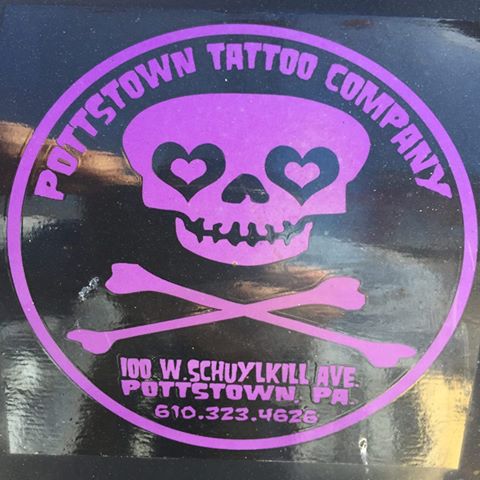 POTTSTOWN TATTOO COMPANY
100 W. SCHUYLKILL AVE.
POTTSTOWN, PA.
610.323.4626